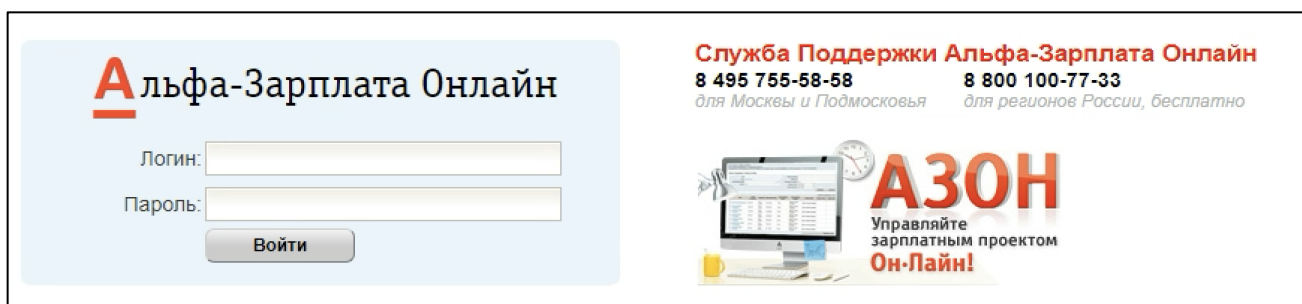 Альфа-Зарплата Онлайн
Логин:
Пароль:
Войти
Служба Поддержки Альфа-Зарплата Онлайн
8 495 755-58-58 8 800 100-77-33
для Москвы и Подмосковья для регионов России, бесплатно
АЗОН
Управляйте
зарплатным проектом
Он-Лайн!